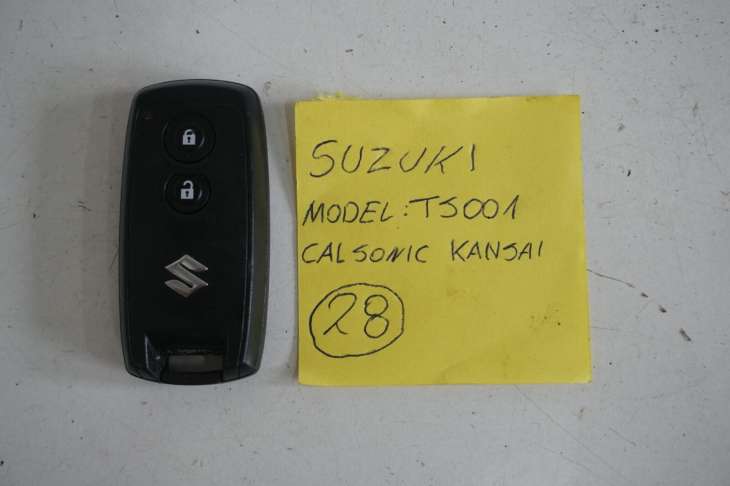 SUZUKI
MODEL: TS001
CALSONIC KANSAI
28